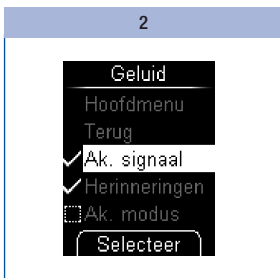 2
Geluid
Hoofdmenu
Terug
Ak. signaal
Herinneringen
Ak. modus
Selecteer